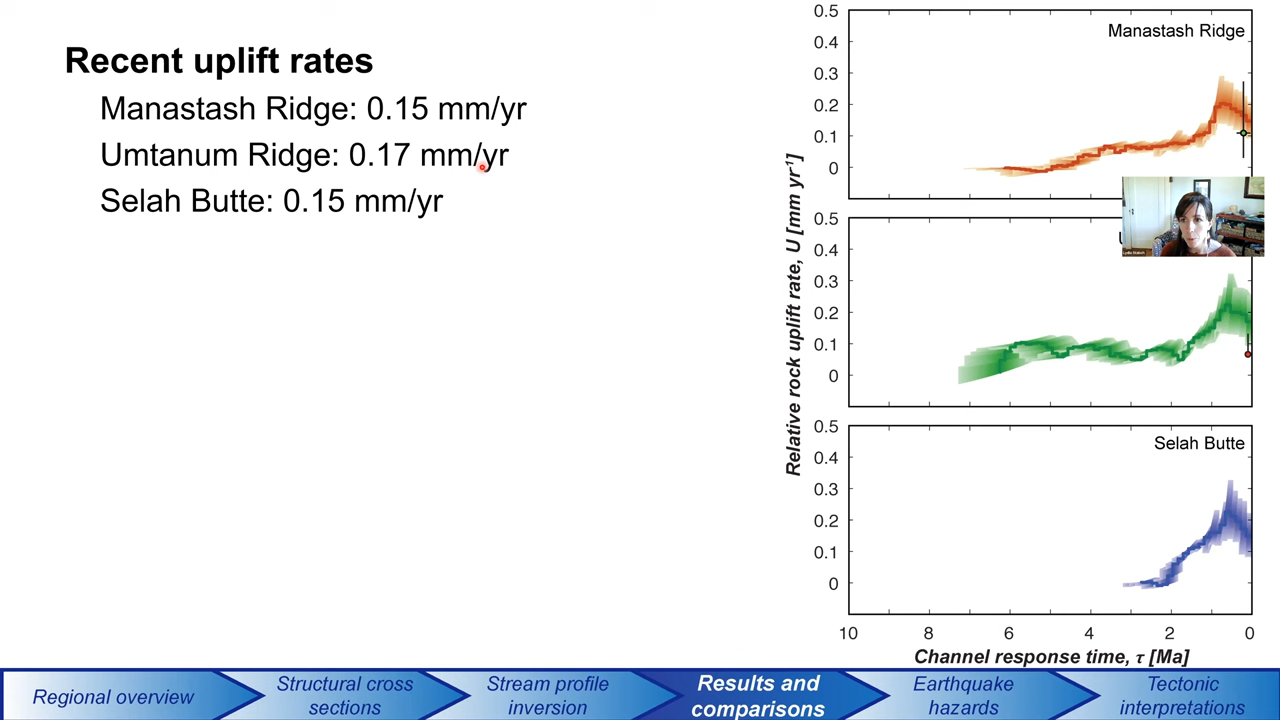 Recent uplift rates
Manastash Ridge: 0.15 mm/yr
Umtanum Ridge: 0.17 mm/yr
Selah Butte: 0.15 mm/yr
Relative rock uplift rate, U [mm yr¹]
0.5
0.4
0.3
0.2
0.1
0
Manastash Ridge
0.5
0.4
0.3
0.2
0.1
0
0.5
0.4
0.3
0.2
0.1
0
Selah Butte
10 8 6 4 2 0
Channel response time, τ [Ma]
Regional overview
Structural cross
sections
Stream profile
inversion
Results and
comparisons
Earthquake
hazards
Tectonic
interpretations